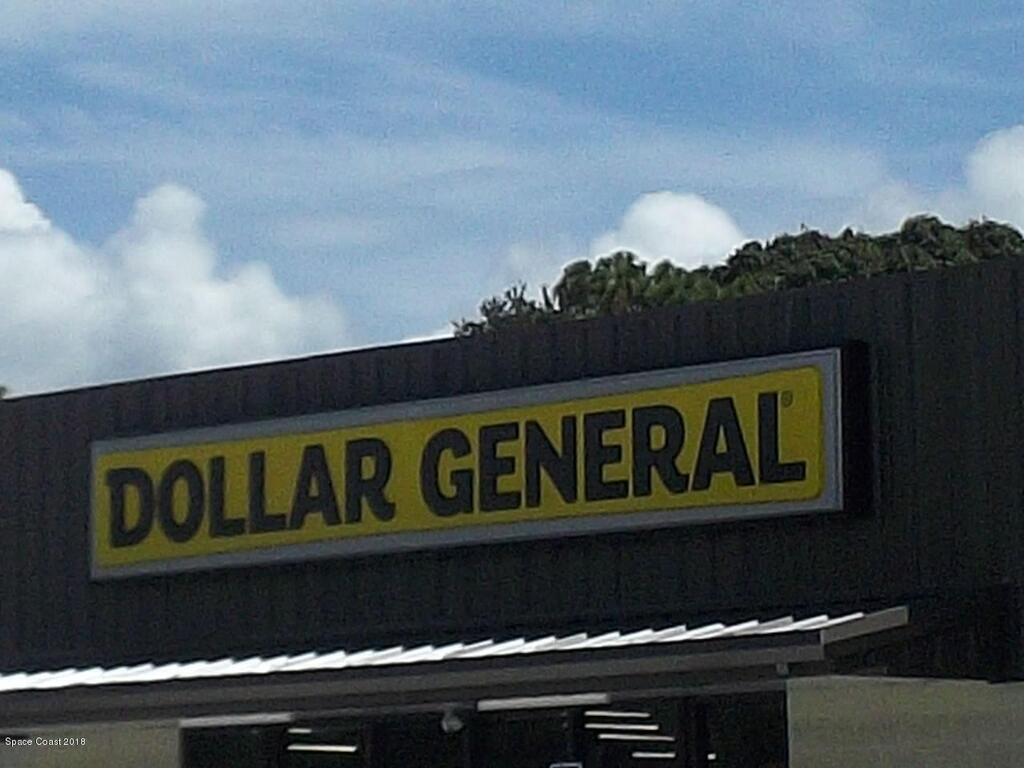 DOLLAR GENERAL®
Space Coast 2018